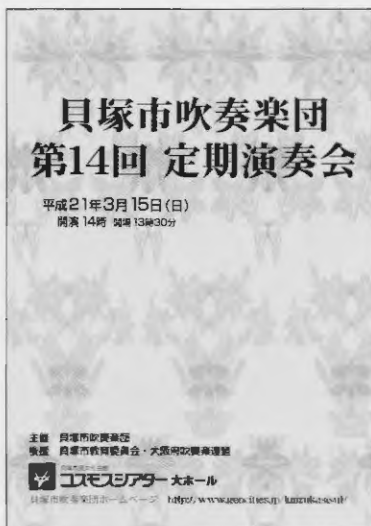 貝塚市吹奏楽団
第14回 定期演奏会
平成21年3月15日(日)
開演 14時 開場 13時30分
主催 貝塚市吹奏楽団
後援 貝塚市教育委員会・大阪府吹奏楽連盟
コスモスシアター 大ホール
貝塚市吹奏楽団ホームページ